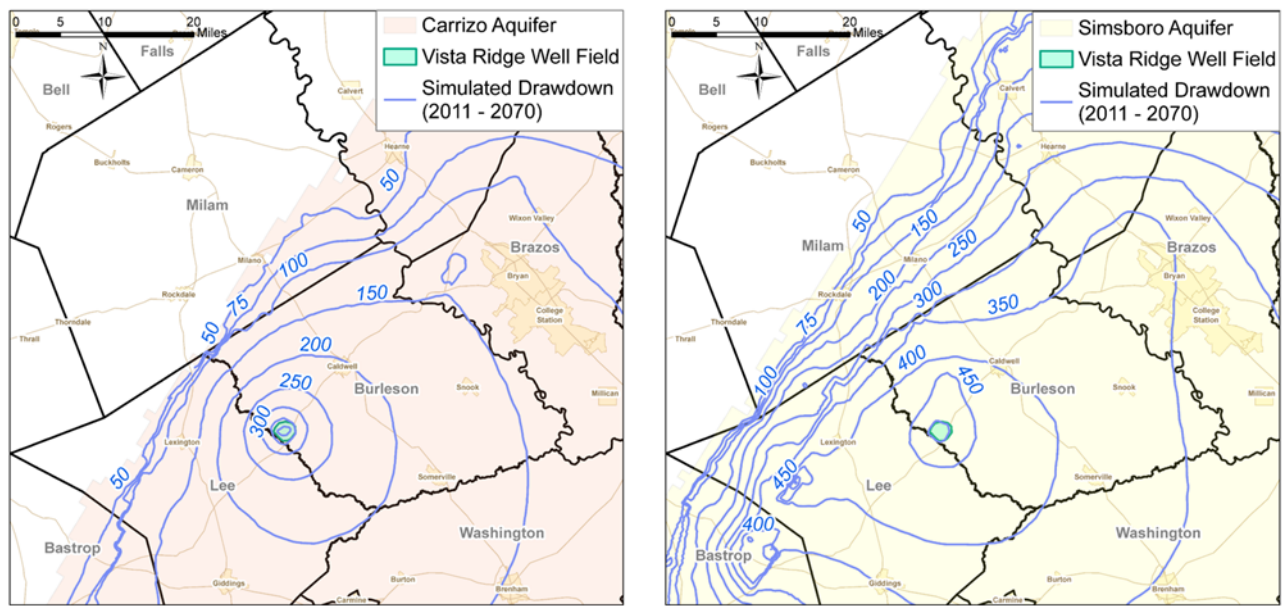 0 5 10 20
Miles
N
Carrizo Aquifer
Vista Ridge Well Field
Simulated Drawdown
(2011 - 2070)
Falls
Bell
Calvert
Rogers
Hearne
Buckholts
Cameron
50
Milam
Wixon Valley
Brazos
100
Milano
Bryan
150
Rockdale
75
College
Station
Thorndale
50
Thrall
200
Caldwell
250
Burleson
Snook
Millican
300
Lexington
50
Somerville
Lee
Washington
Bastrop
Giddings
Burton
Brenham
Carmine
0 5 10 20
Miles
N
Simsboro Aquifer
Vista Ridge Well Field
Simulated Drawdown
(2011 - 2070)
Falls
Bell
Calvert
Rogers
Hearne
Buckholts
Cameron
50
150
Wixon Valley
Milam
250
Brazos
Milano
Bryan
200
300
Rockdale
350
College
Station
75
Thorndale
Thrall
400
Caldwell
100
450
Burleson
Snook
Millican
Lexington
450
Somerville
Lee
400
Washington
Bastrop
Giddings
Burton
Brenham
Carmine